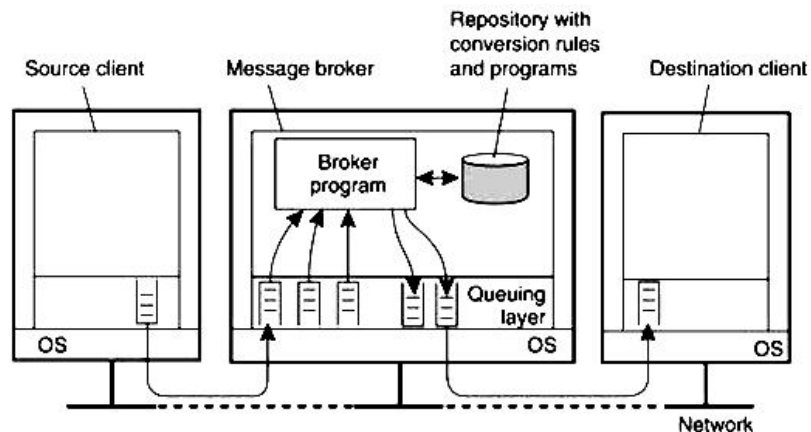 Repository with
conversion rules
and programs
Source client
Message broker
Destination client
Broker
program
Queuing
layer
OS
OS
OS
Network